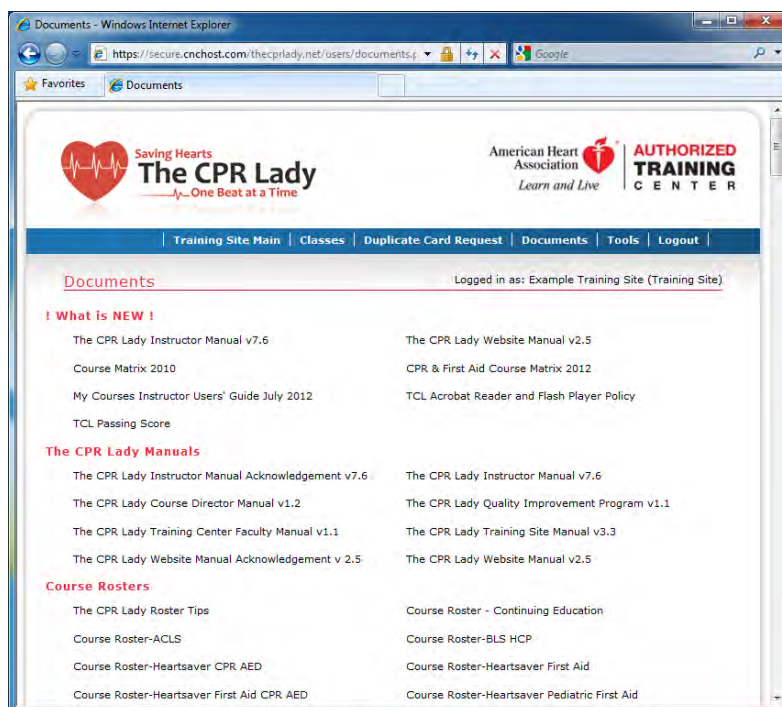 Documents - Windows Internet Explorer
https://secure.cnchost.com/thecprlady.net/users/documents.p
Google
Favorites
Documents
Saving Hearts
The CPR Lady
One Beat at a Time
American Heart Association
Learn and Live
AUTHORIZED
TRAINING
CENTER
Training Site Main | Classes | Duplicate Card Request | Documents | Tools | Logout |
Documents
Logged in as: Example Training Site (Training Site)
! What is NEW !
The CPR Lady Instructor Manual v7.6
The CPR Lady Website Manual v2.5
Course Matrix 2010
CPR & First Aid Course Matrix 2012
My Courses Instructor Users' Guide July 2012
TCL Acrobat Reader and Flash Player Policy
TCL Passing Score
The CPR Lady Manuals
The CPR Lady Instructor Manual Acknowledgement v7.6
The CPR Lady Instructor Manual v7.6
The CPR Lady Course Director Manual v1.2
The CPR Lady Quality Improvement Program v1.1
The CPR Lady Training Center Faculty Manual v1.1
The CPR Lady Training Site Manual v3.3
The CPR Lady Website Manual Acknowledgement v 2.5
The CPR Lady Website Manual v2.5
Course Rosters
The CPR Lady Roster Tips
Course Roster - Continuing Education
Course Roster-ACLS
Course Roster-BLS HCP
Course Roster-Heartsaver CPR AED
Course Roster-Heartsaver First Aid
Course Roster-Heartsaver First Aid CPR AED
Course Roster-Heartsaver Pediatric First Aid